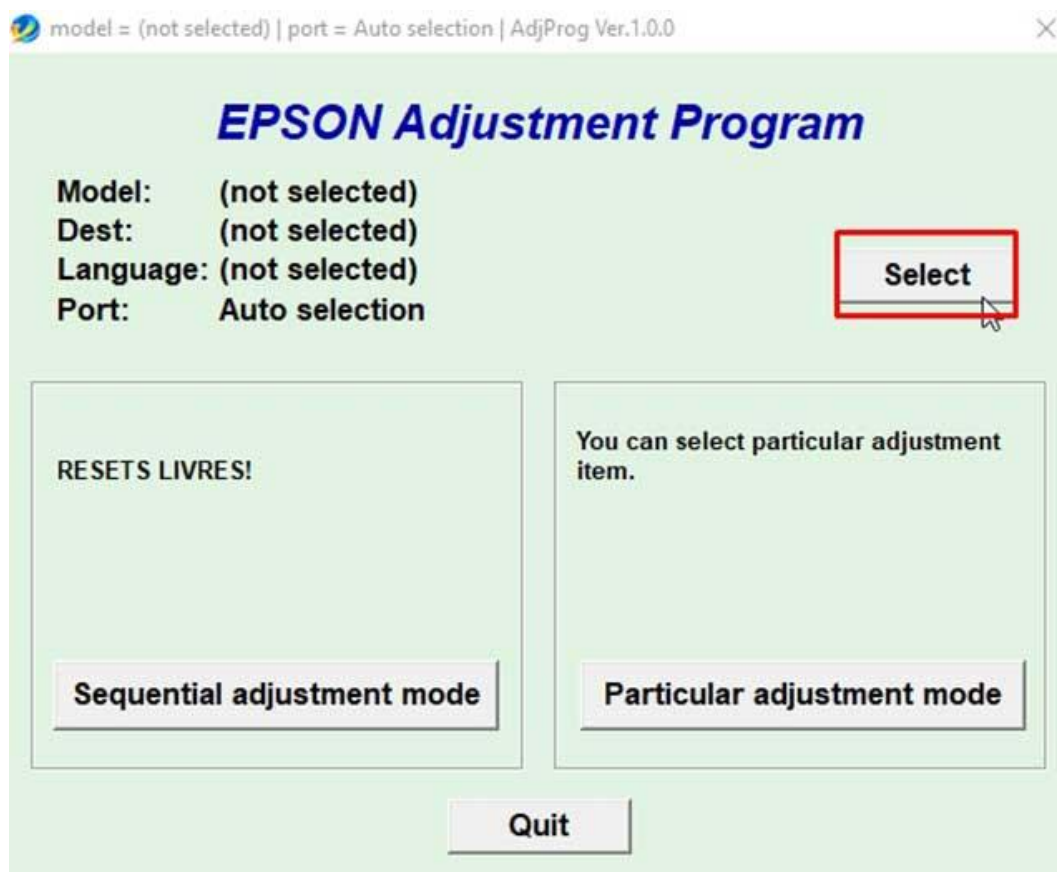 model = (not selected) | port = Auto selection | AdjProg Ver.1.0.0
EPSON Adjustment Program
Model: (not selected)
Dest: (not selected)
Language: (not selected)
Port: Auto selection
Select
RESETS LIVRES!
You can select particular adjustment
item.
Sequential adjustment mode
Particular adjustment mode
Quit